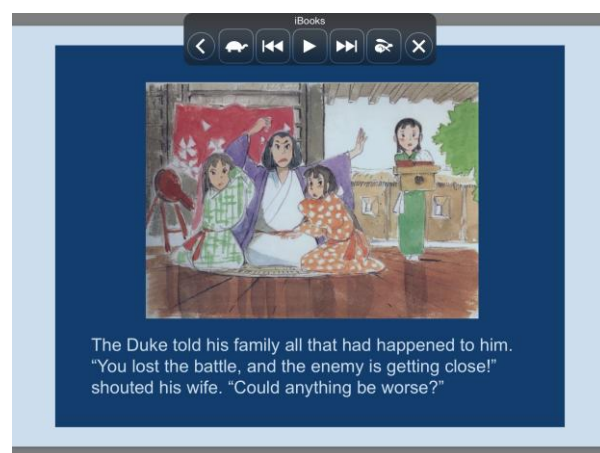 iBooks
The Duke told his family all that had happened to him.
“You lost the battle, and the enemy is getting close!”
shouted his wife. “Could anything be worse?”